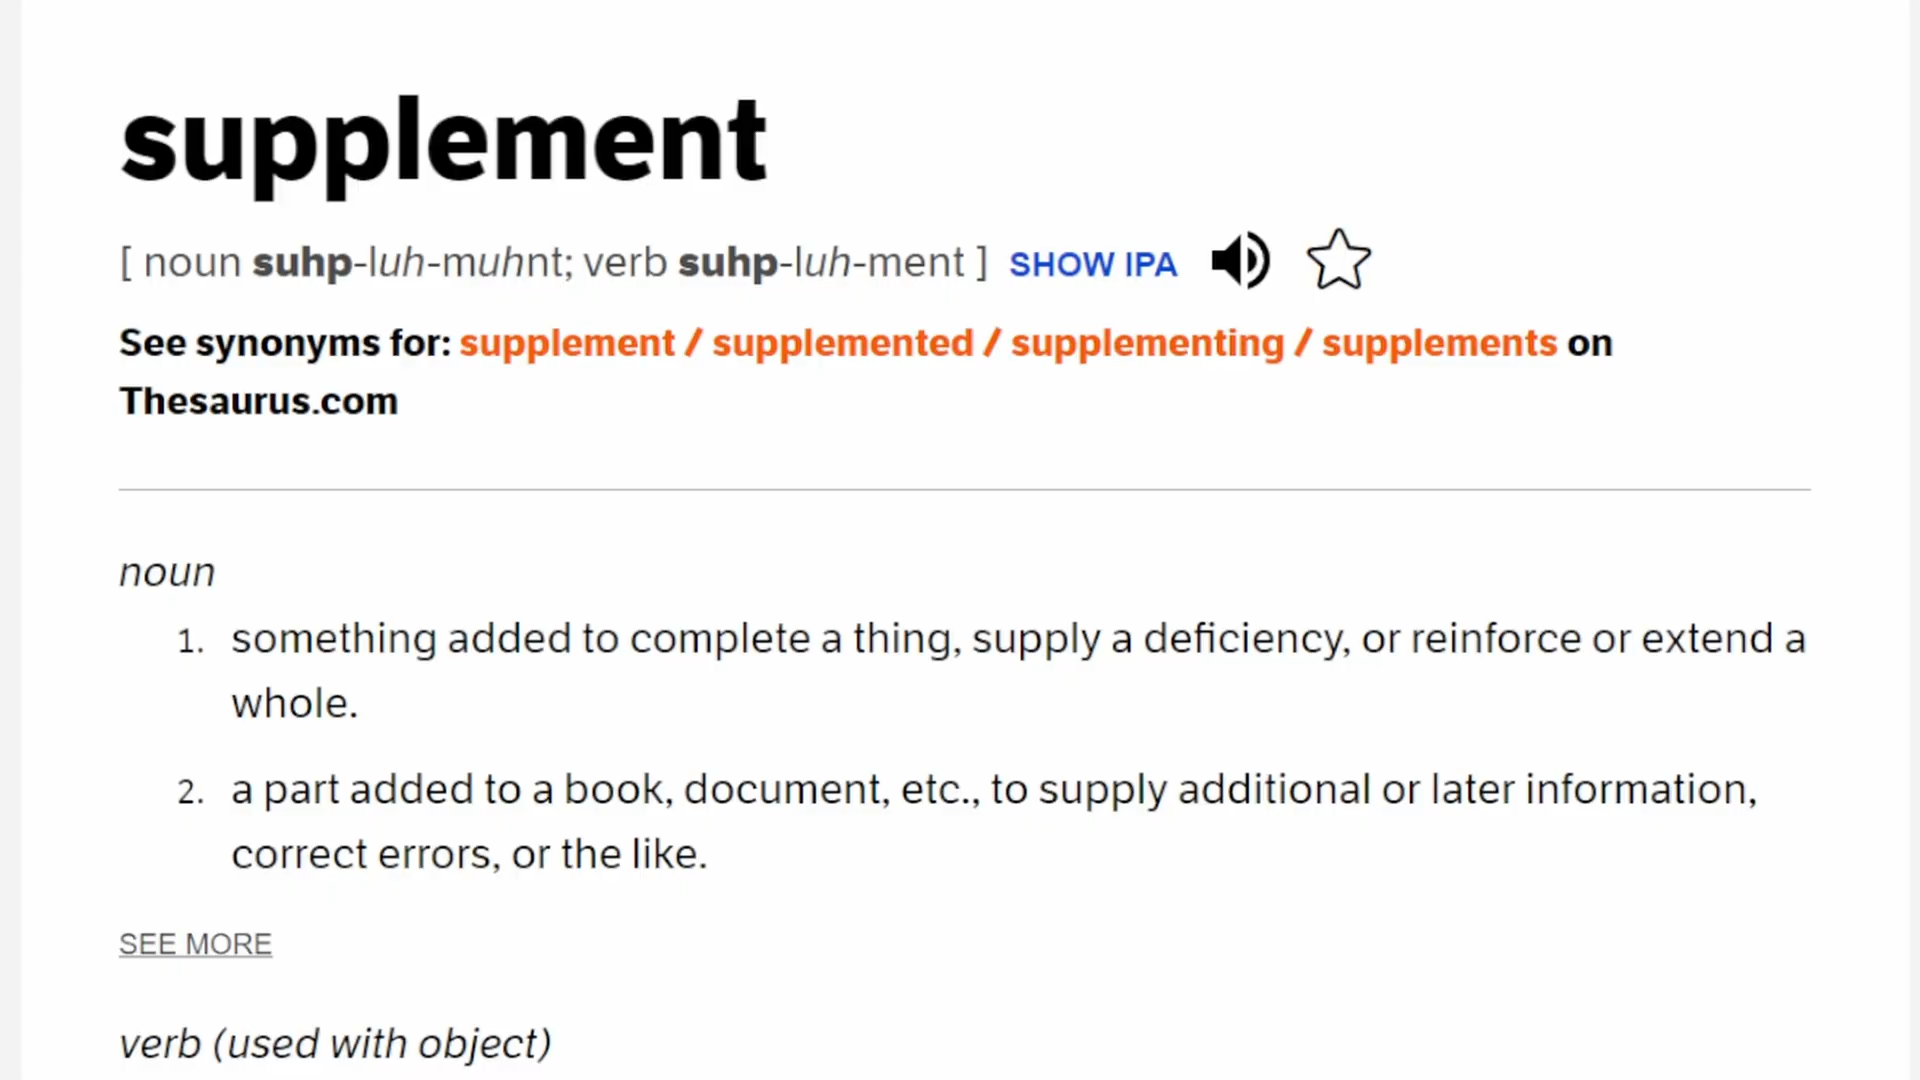 supplement
[ noun suhp-luh-muhnt; verb suhp-luh-ment ] SHOW IPA
See synonyms for: supplement / supplemented / supplementing / supplements on
Thesaurus.com
noun
1. something added to complete a thing, supply a deficiency, or reinforce or extend a
whole.
2. a part added to a book, document, etc., to supply additional or later information,
correct errors, or the like.
SEE MORE
verb (used with object)